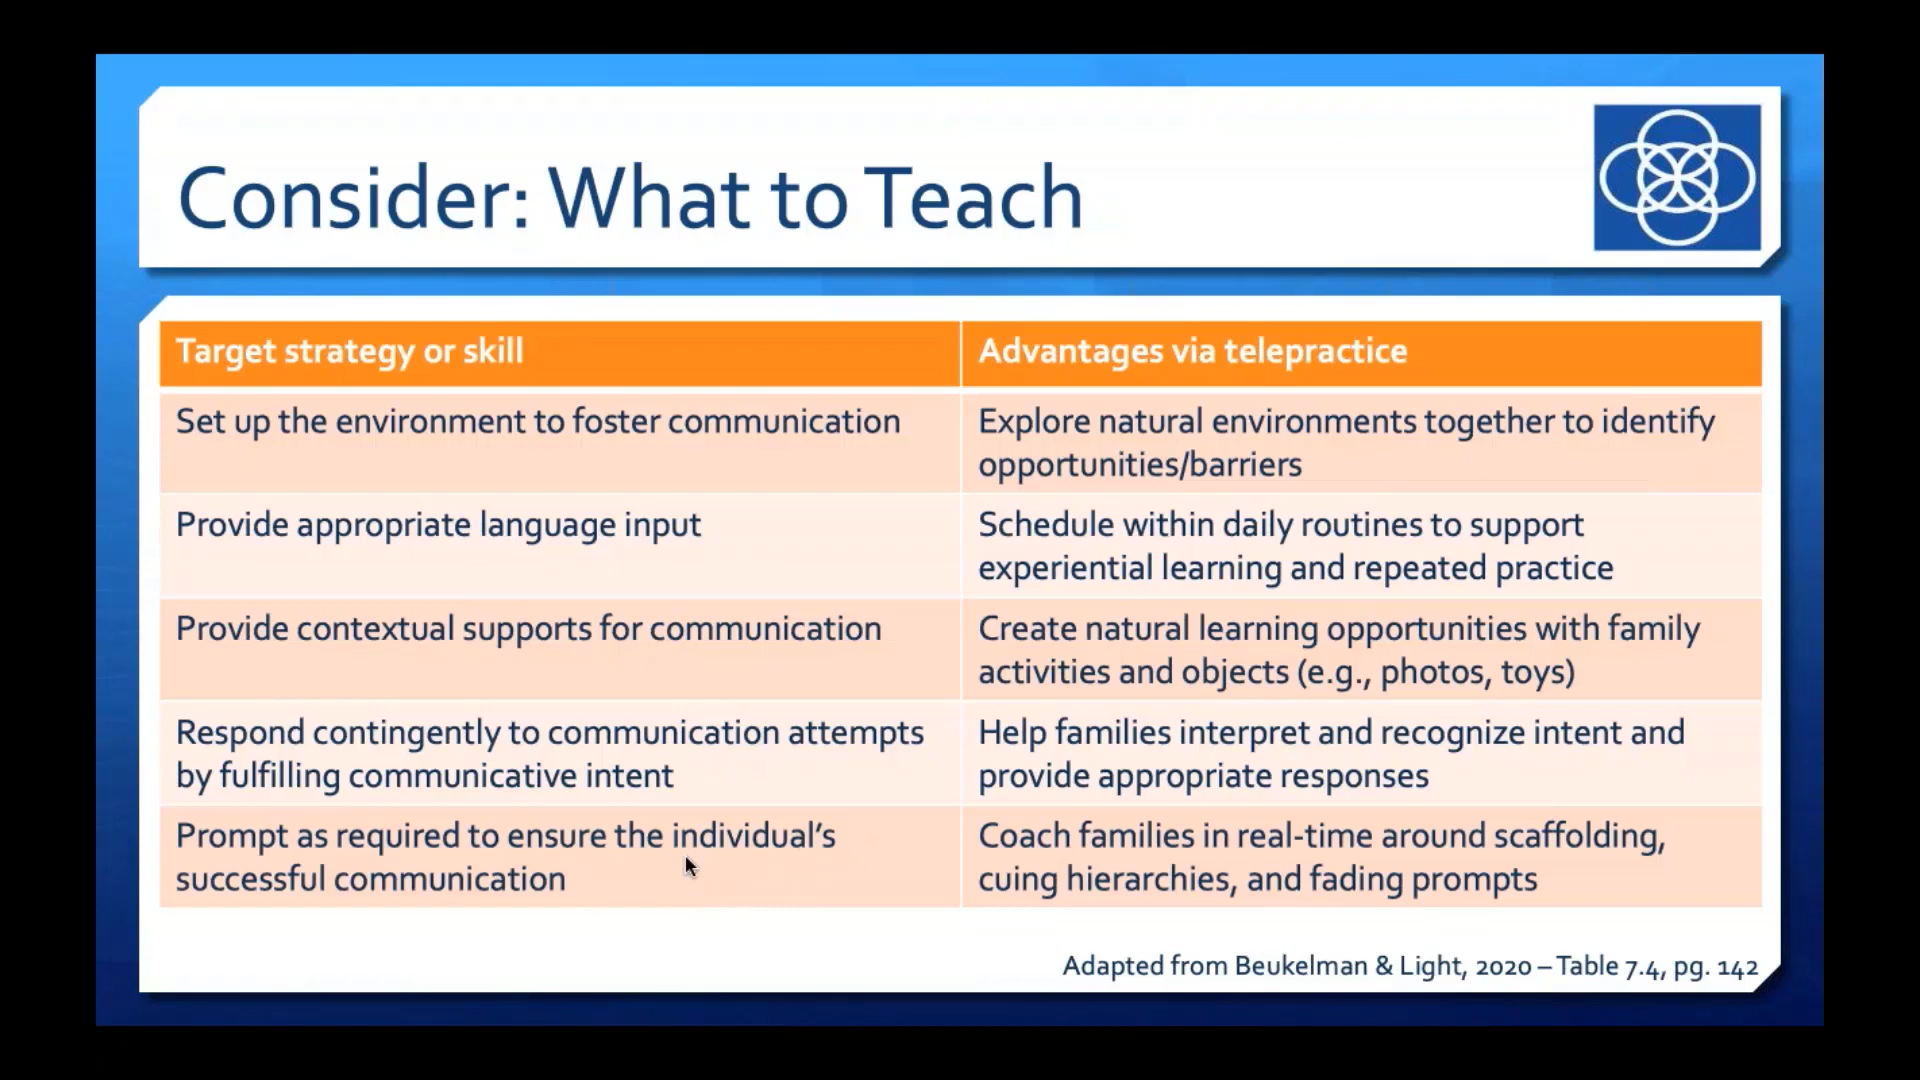 Consider: What to Teach
Target strategy or skill
Advantages via telepractice
Set up the environment to foster communication
Explore natural environments together to identify
opportunities/barriers
Provide appropriate language input
Schedule within daily routines to support
experiential learning and repeated practice
Provide contextual supports for communication
Create natural learning opportunities with family
activities and objects (e.g., photos, toys)
Respond contingently to communication attempts
by fulfilling communicative intent
Help families interpret and recognize intent and
provide appropriate responses
Prompt as required to ensure the individual’s
successful communication
Coach families in real-time around scaffolding,
cuing hierarchies, and fading prompts
Adapted from Beukelman & Light, 2020 – Table 7.4, pg. 142